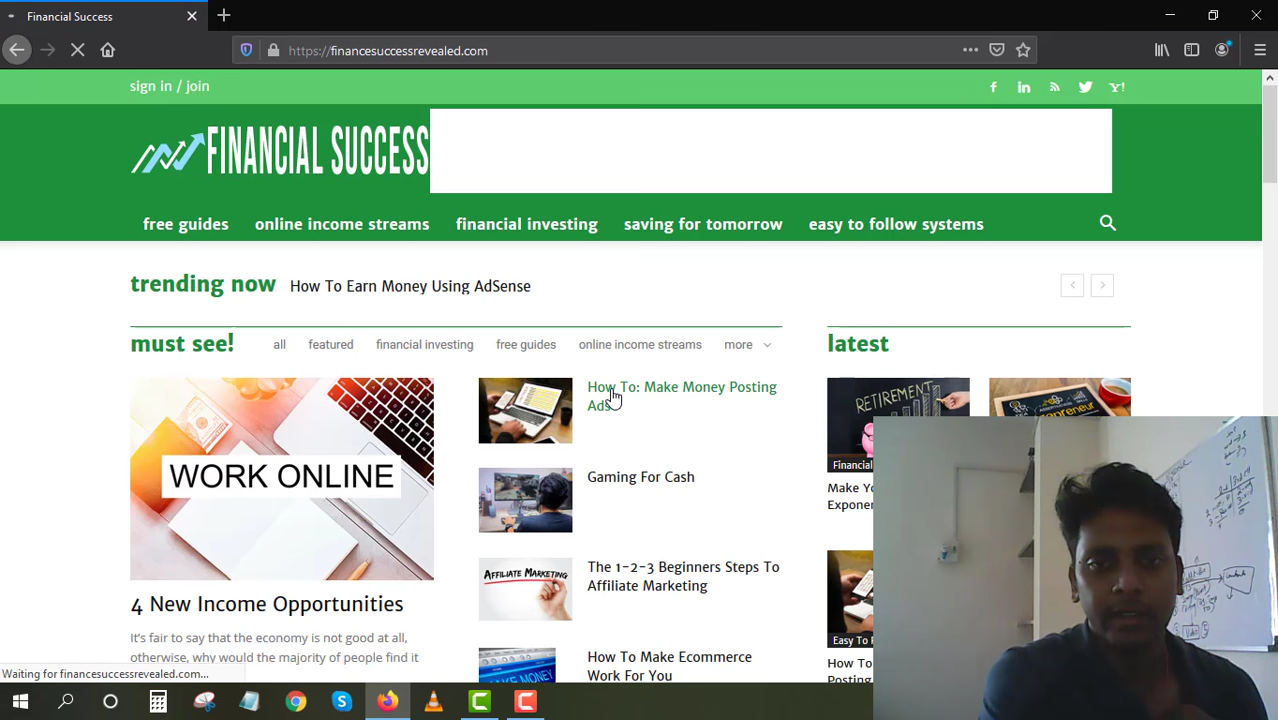 Financial Success
https://financesuccessrevealed.com
sign in / join
FINANCIAL SUCCESS
free guides
online income streams
financial investing
saving for tomorrow
easy to follow systems
trending now
How To Earn Money Using AdSense
must see!
all
featured
financial investing
free guides
online income streams
more
latest
WORK ONLINE
4 New Income Opportunities
It's fair to say that the economy is not good at all,
otherwise, why would the majority of people find it
How To: Make Money Posting
Ads
Gaming For Cash
AFFILIATE MARKETING
The 1-2-3 Beginners Steps To
Affiliate Marketing
MAKE MONEY
How To Make Ecommerce
Work For You
RETIREMENT
Financial
Make Yo
Exponen
Easy To F
How To
Posting
Waiting for financesuccessrevealed.com...